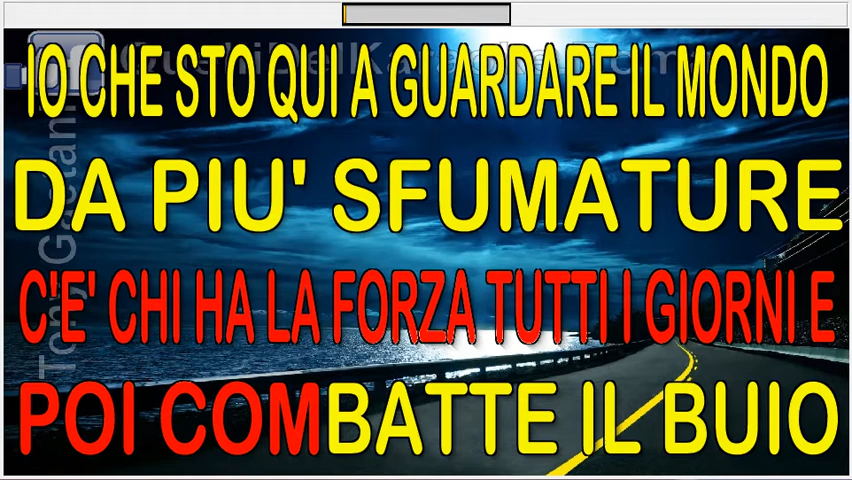 IO CHE STO QUI A GUARDARE IL MONDO
DA PIU' SFUMATURE
C'E' CHI HA LA FORZA TUTTI I GIORNI E
POI COMBATTE IL BUIO